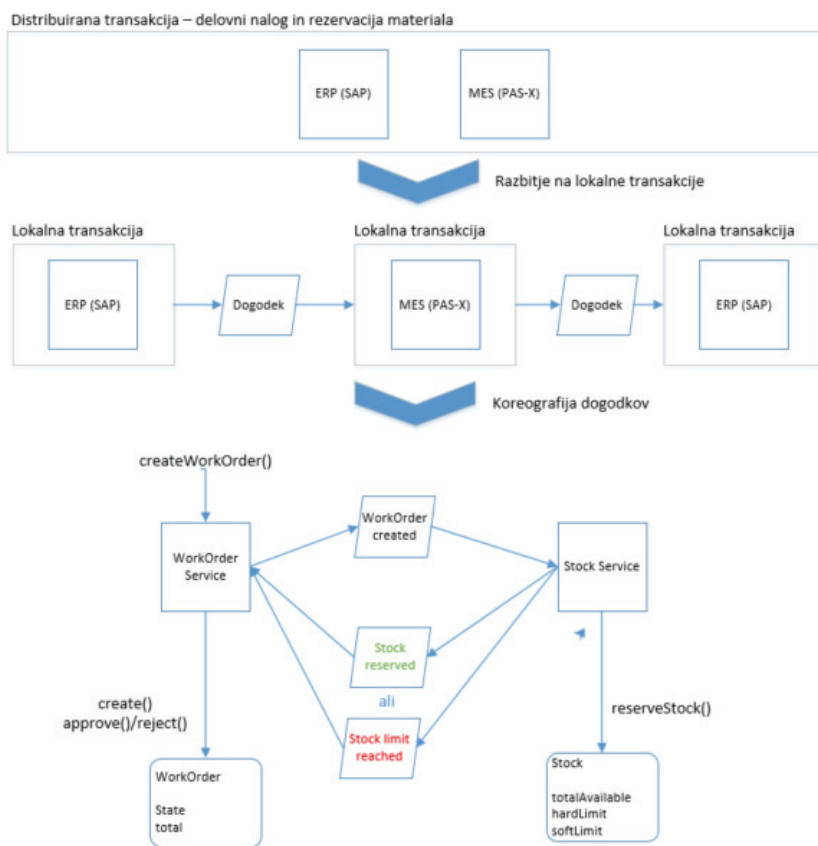 Distribuirana transakcija – delovni nalog in rezervacija materiala
ERP (SAP)
MES (PAS-X)
Razbitje na lokalne transakcije
Lokalna transakcija
Lokalna transakcija
Lokalna transakcija
ERP (SAP)
Dogodek
MES (PAS-X)
Dogodek
ERP (SAP)
Koreografija dogodkov
createWorkOrder()
WorkOrder
created
WorkOrder
Service
Stock Service
Stock
reserved
ali
Stock limit
reached
create()
approve()/reject()
reserveStock()
WorkOrder
State
total
Stock
totalAvailable
hardLimit
softLimit